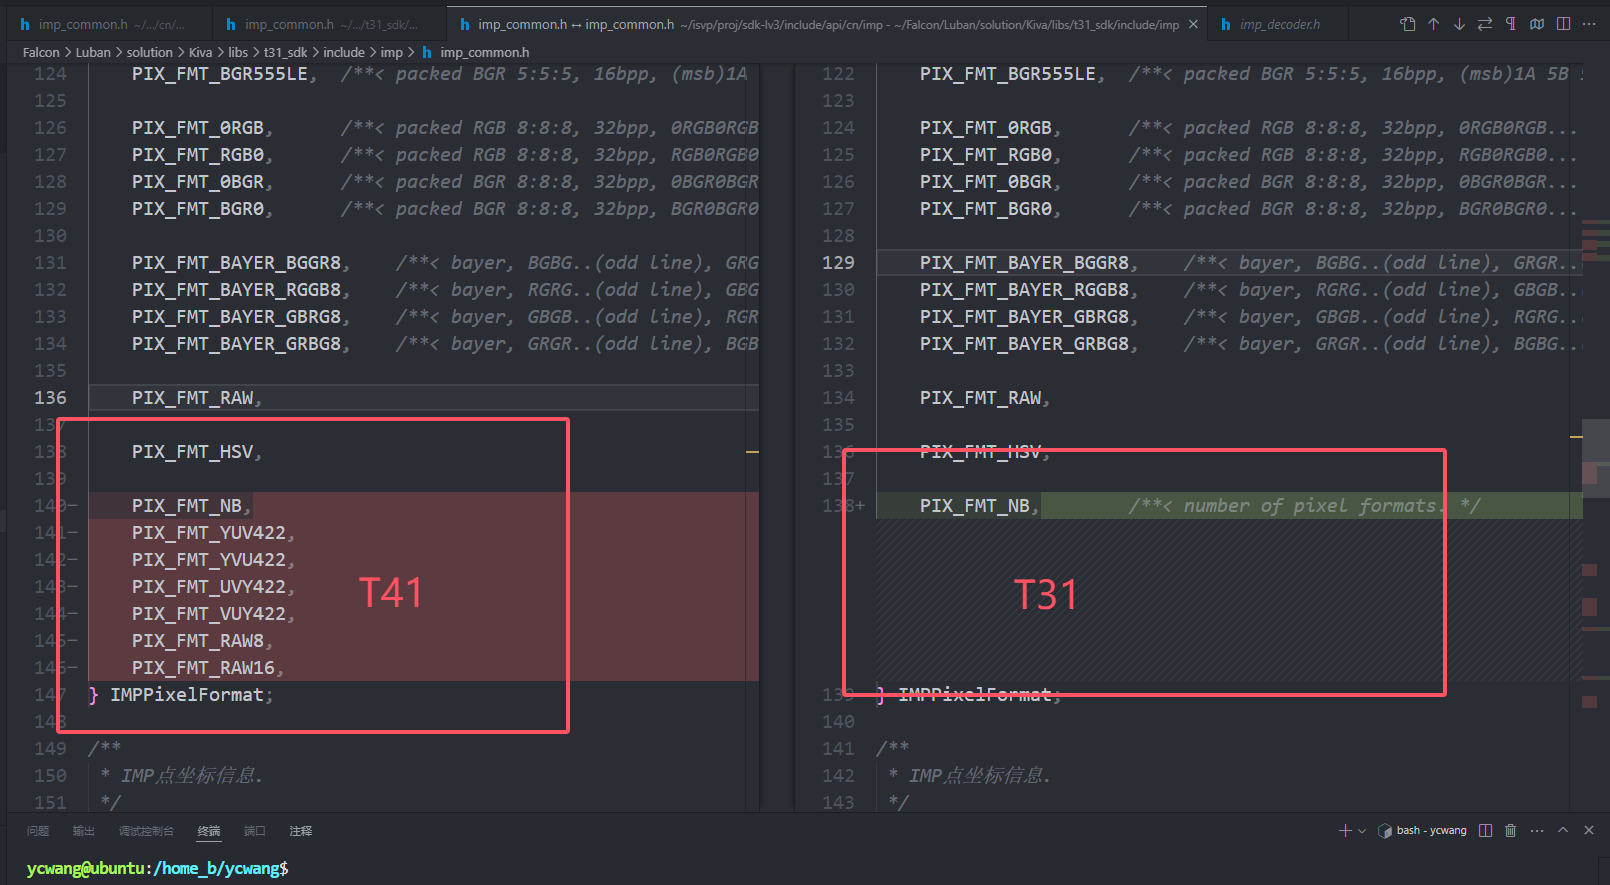 imp_common.h ~/.../cn/...
imp_common.h ~/.../t31_sdk/...
imp_common.h ↔ imp_common.h ~/isvp/proj/sdk-lv3/include/api/cn/imp - ~/Falcon/Luban/solution/Kiva/libs/t31_sdk/include/imp
imp_decoder.h
Falcon > Luban > solution > Kiva > libs > t31_sdk > include > imp > imp_common.h
124 PIX_FMT_BGR555LE, /**< packed BGR 5:5:5, 16bpp, (msb)1A
125
126 PIX_FMT_0RGB, /**< packed RGB 8:8:8, 32bpp, 0RGB0RGB
127 PIX_FMT_RGB0, /**< packed RGB 8:8:8, 32bpp, RGB0RGB0
128 PIX_FMT_0BGR, /**< packed BGR 8:8:8, 32bpp, 0BGR0BGR
129 PIX_FMT_BGR0, /**< packed BGR 8:8:8, 32bpp, BGR0BGR0
130
131 PIX_FMT_BAYER_BGGR8, /**< bayer, BGBG..(odd line), GRG
132 PIX_FMT_BAYER_RGGB8, /**< bayer, RGRG..(odd line), GBG
133 PIX_FMT_BAYER_GBRG8, /**< bayer, GBGB..(odd line), RGR
134 PIX_FMT_BAYER_GRBG8, /**< bayer, GRGR..(odd line), BGB
135
136 PIX_FMT_RAW,
137
138 PIX_FMT_HSV,
139
140− PIX_FMT_NB,
141− PIX_FMT_YUV422,
142− PIX_FMT_YVU422,
143− PIX_FMT_UVY422,
144− PIX_FMT_VUY422,
145− PIX_FMT_RAW8,
146− PIX_FMT_RAW16,
147 } IMPPixelFormat;
148
149 /**
150 * IMP点坐标信息.
151 */
T41
122 PIX_FMT_BGR555LE, /**< packed BGR 5:5:5, 16bpp, (msb)1A 5B
123
124 PIX_FMT_0RGB, /**< packed RGB 8:8:8, 32bpp, 0RGB0RGB...
125 PIX_FMT_RGB0, /**< packed RGB 8:8:8, 32bpp, RGB0RGB0...
126 PIX_FMT_0BGR, /**< packed BGR 8:8:8, 32bpp, 0BGR0BGR...
127 PIX_FMT_BGR0, /**< packed BGR 8:8:8, 32bpp, BGR0BGR0...
128
129 PIX_FMT_BAYER_BGGR8, /**< bayer, BGBG..(odd line), GRGR..
130 PIX_FMT_BAYER_RGGB8, /**< bayer, RGRG..(odd line), GBGB..
131 PIX_FMT_BAYER_GBRG8, /**< bayer, GBGB..(odd line), RGRG..
132 PIX_FMT_BAYER_GRBG8, /**< bayer, GRGR..(odd line), BGBG..
133
134 PIX_FMT_RAW,
135
136 PIX_FMT_HSV,
137
138+ PIX_FMT_NB, /**< number of pixel formats. */
139 } IMPPixelFormat;
140
141 /**
142 * IMP点坐标信息.
143 */
T31
问题 输出 调试控制台 终端 端口 注释
bash - ycwang
ycwang@ubuntu:/home_b/ycwang$